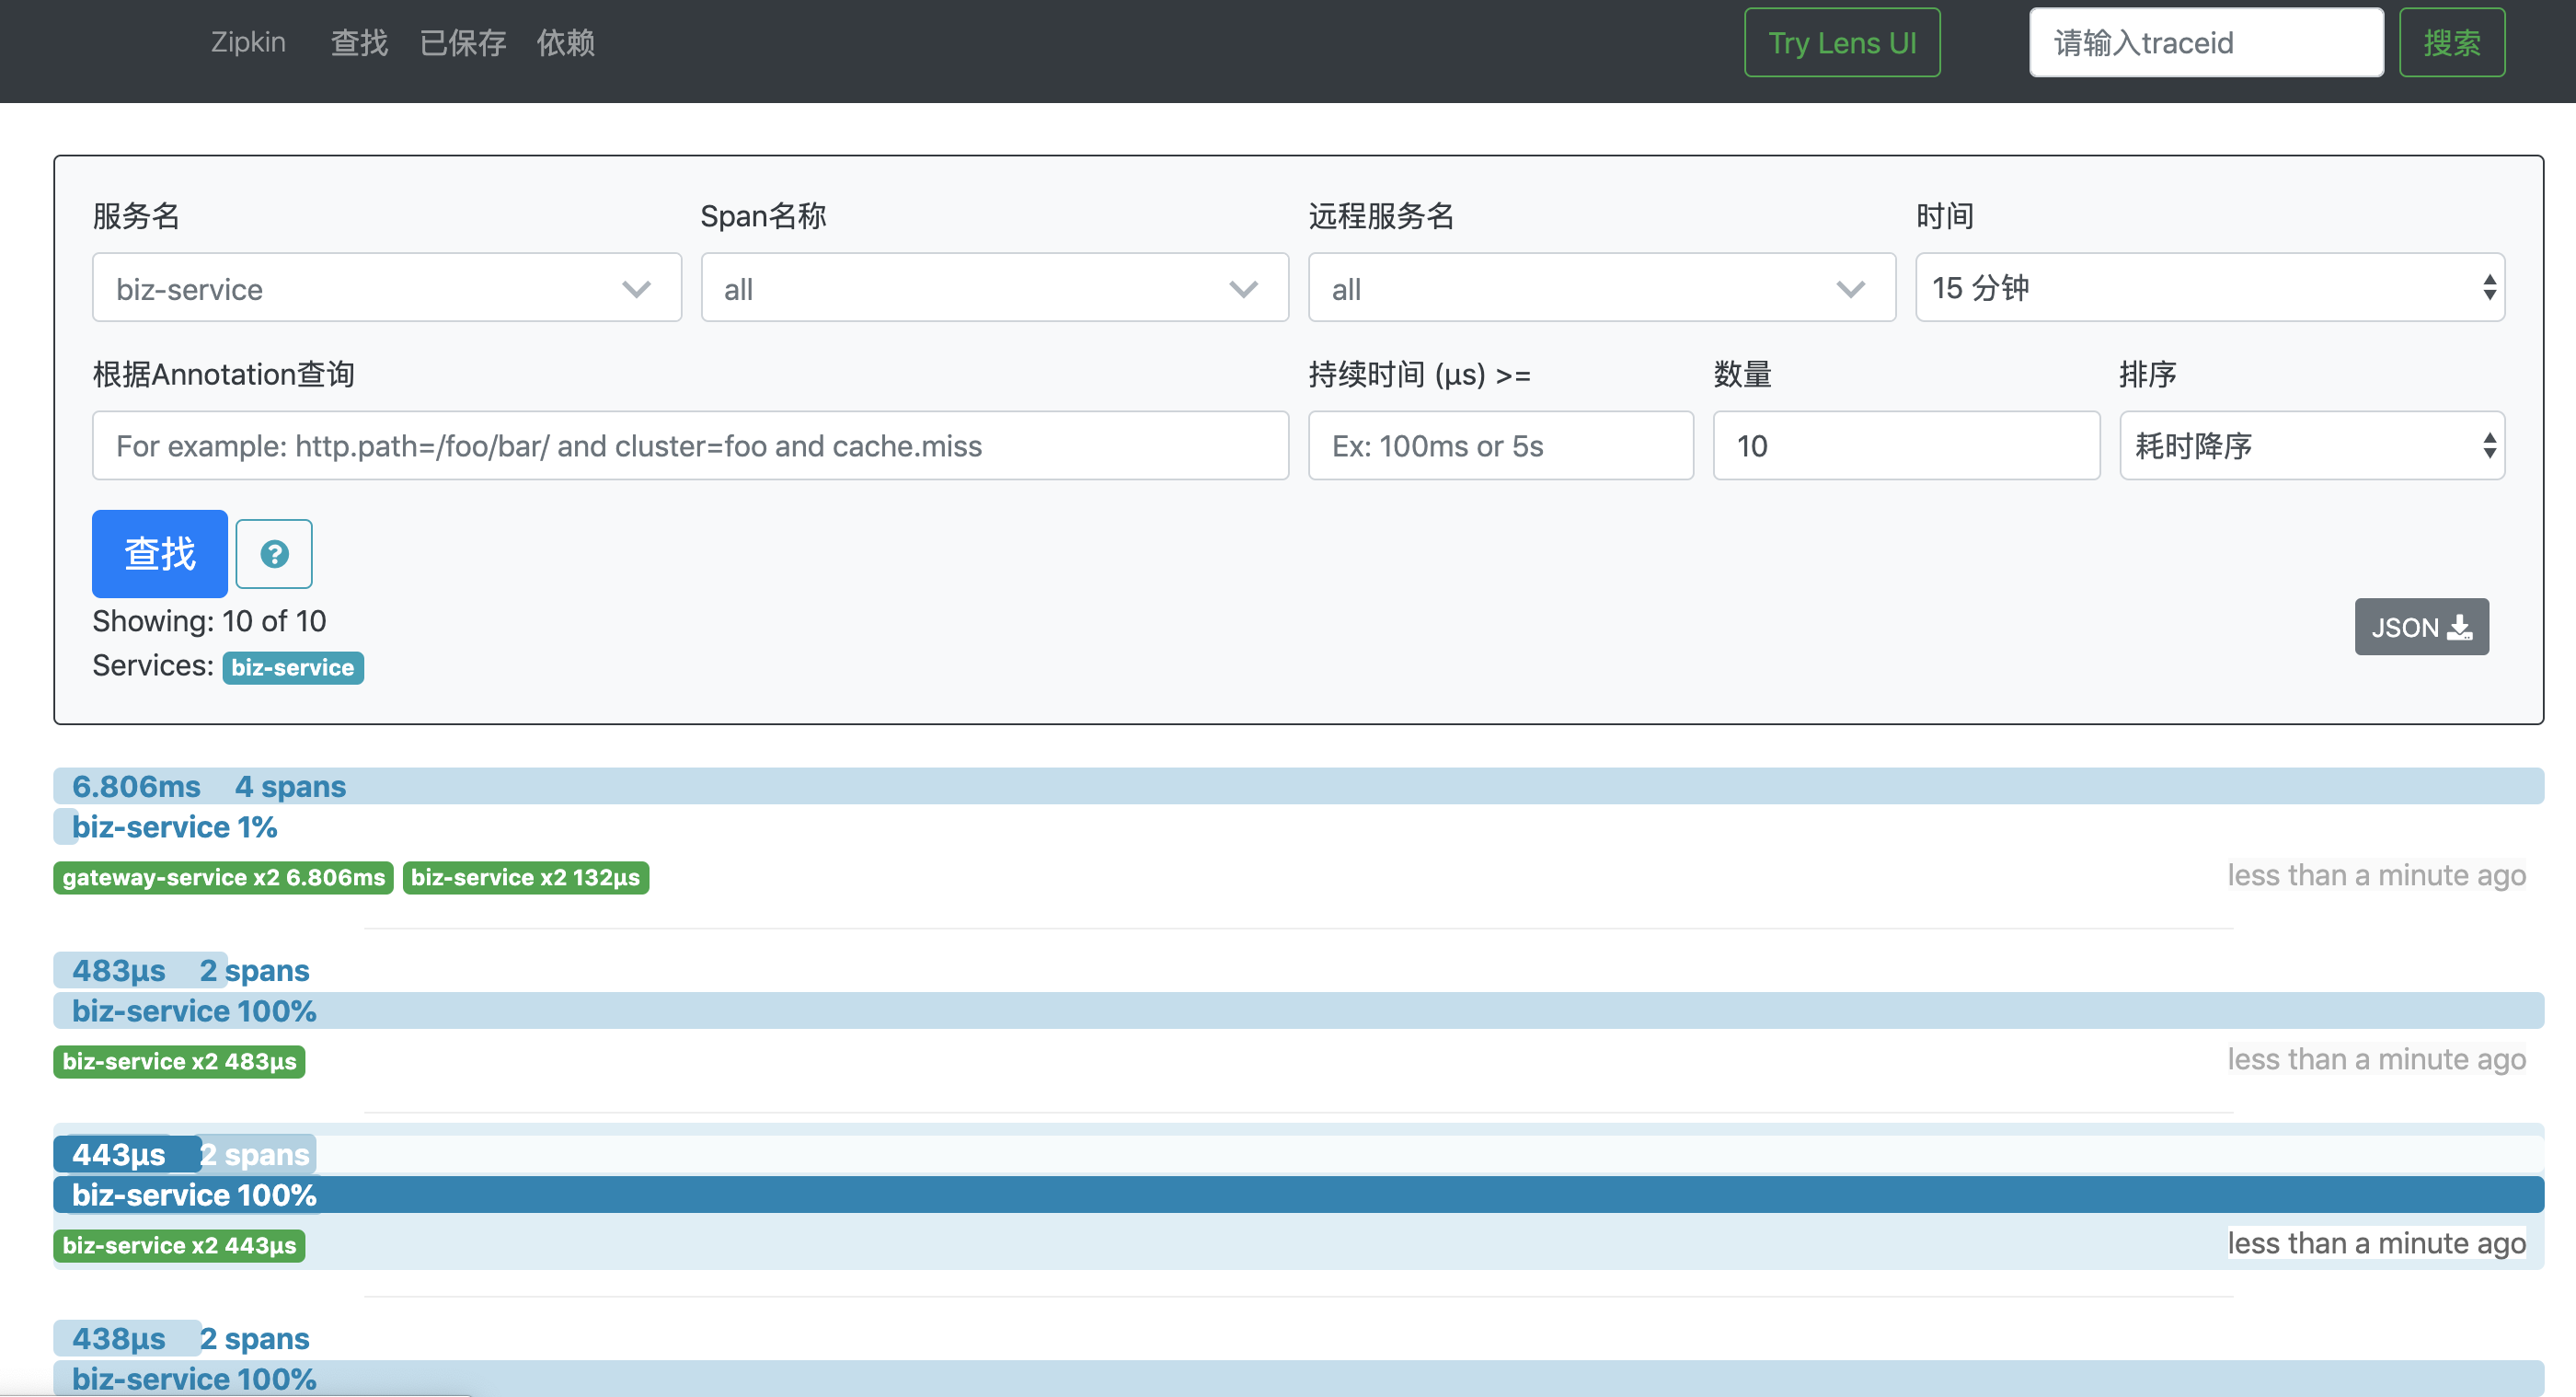 Zipkin 查找 已保存 依赖 Try Lens UI 请输入traceid 搜索
服务名 Span名称 远程服务名 时间
biz-service all all 15 分钟
根据Annotation查询 持续时间 (μs) >= 数量 排序
For example: http.path=/foo/bar/ and cluster=foo and cache.miss Ex: 100ms or 5s 10 耗时降序
查找 ?
Showing: 10 of 10
JSON
Services: biz-service
6.806ms 4 spans
biz-service 1%
gateway-service x2 6.806ms biz-service x2 132μs less than a minute ago
483μs 2 spans
biz-service 100%
biz-service x2 483μs less than a minute ago
443μs 2 spans
biz-service 100%
biz-service x2 443μs less than a minute ago
438μs 2 spans
biz-service 100%